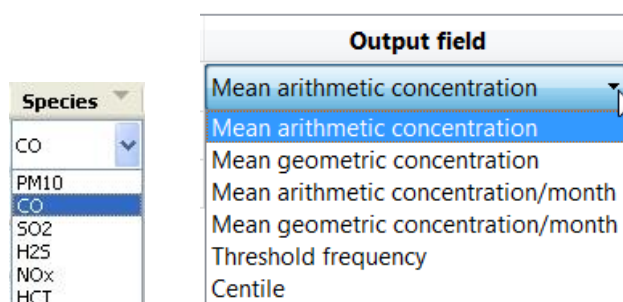 Species
CO
PM10
CO
SO2
H2S
NOx
HCT
Output field
Mean arithmetic concentration
Mean arithmetic concentration
Mean geometric concentration
Mean arithmetic concentration/month
Mean geometric concentration/month
Threshold frequency
Centile